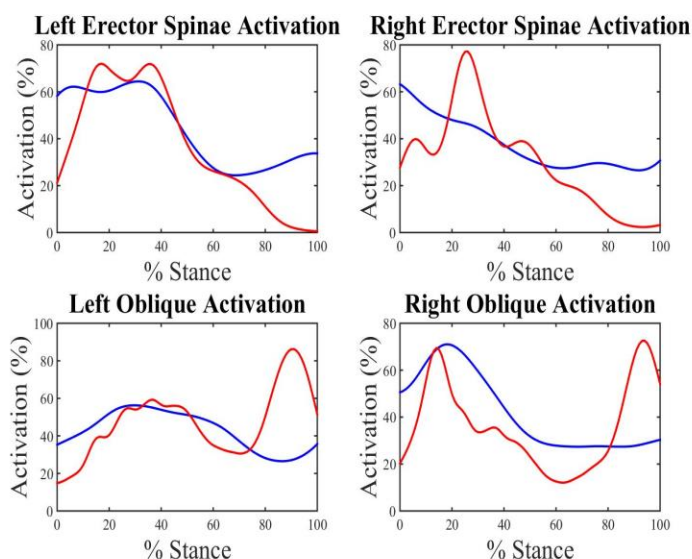 Left Erector Spinae Activation
Activation (%)
80
60
40
20
0
0 20 40 60 80 100
% Stance
Right Erector Spinae Activation
Activation (%)
80
60
40
20
0
0 20 40 60 80 100
% Stance
Left Oblique Activation
Activation (%)
100
80
60
40
20
0
0 20 40 60 80 100
% Stance
Right Oblique Activation
Activation (%)
80
60
40
20
0
0 20 40 60 80 100
% Stance